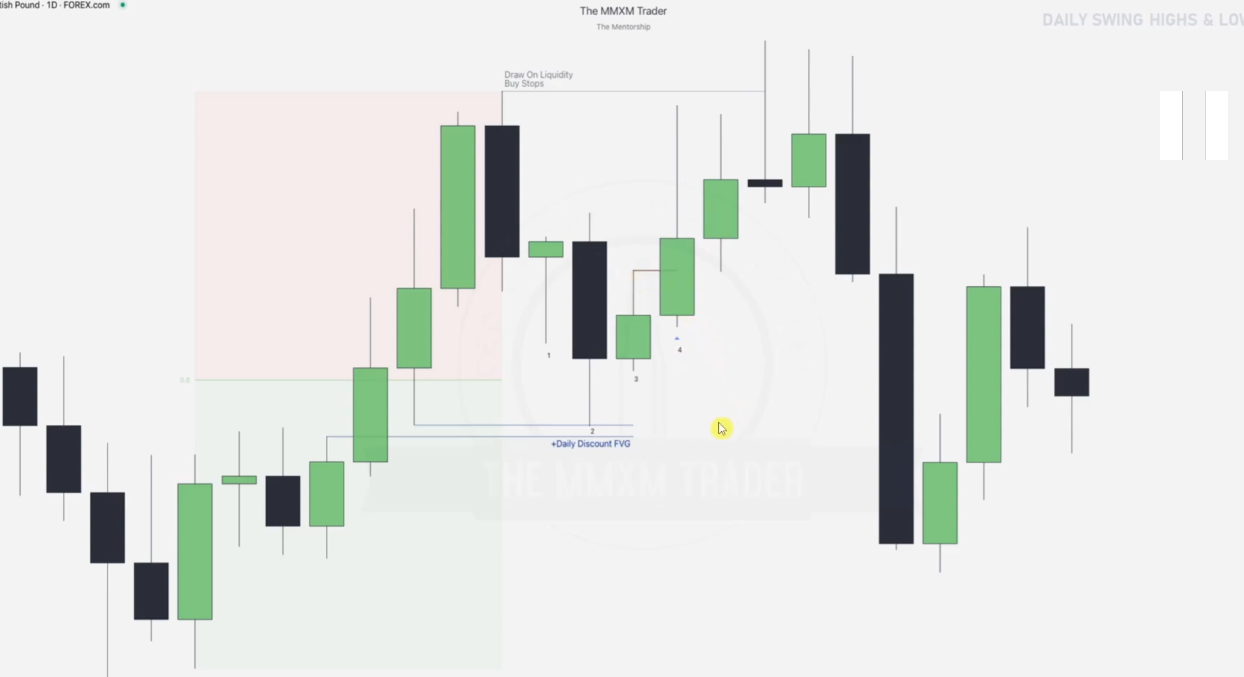 tish Pound · 1D · FOREX.com
The MMXM Trader
The Mentorship
DAILY SWING HIGHS & LOW
Draw On Liquidity
Buy Stops
0.5
1
2
3
4
+Daily Discount FVG
THE MMXM TRADER